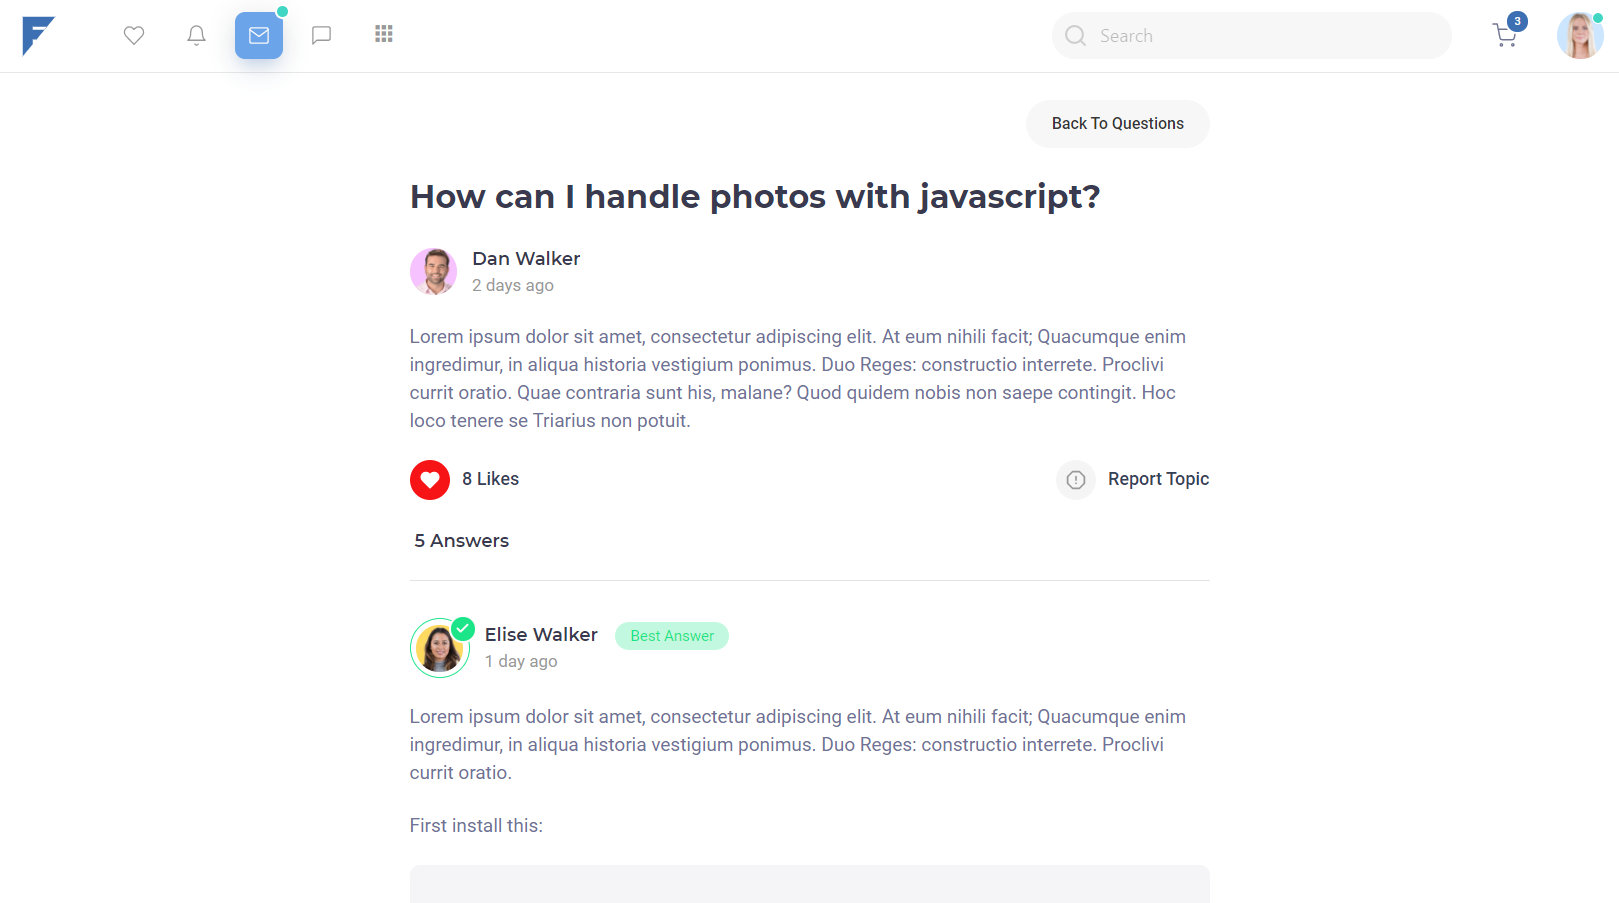 Search
3
Back To Questions
How can I handle photos with javascript?
Dan Walker
2 days ago
Lorem ipsum dolor sit amet, consectetur adipiscing elit. At eum nihili facit; Quacumque enim
ingredimur, in aliqua historia vestigium ponimus. Duo Reges: constructio interrete. Proclivi
currit oratio. Quae contraria sunt his, malane? Quod quidem nobis non saepe contingit. Hoc
loco tenere se Triarius non potuit.
8 Likes
Report Topic
5 Answers
Elise Walker
Best Answer
1 day ago
Lorem ipsum dolor sit amet, consectetur adipiscing elit. At eum nihili facit; Quacumque enim
ingredimur, in aliqua historia vestigium ponimus. Duo Reges: constructio interrete. Proclivi
currit oratio.
First install this: